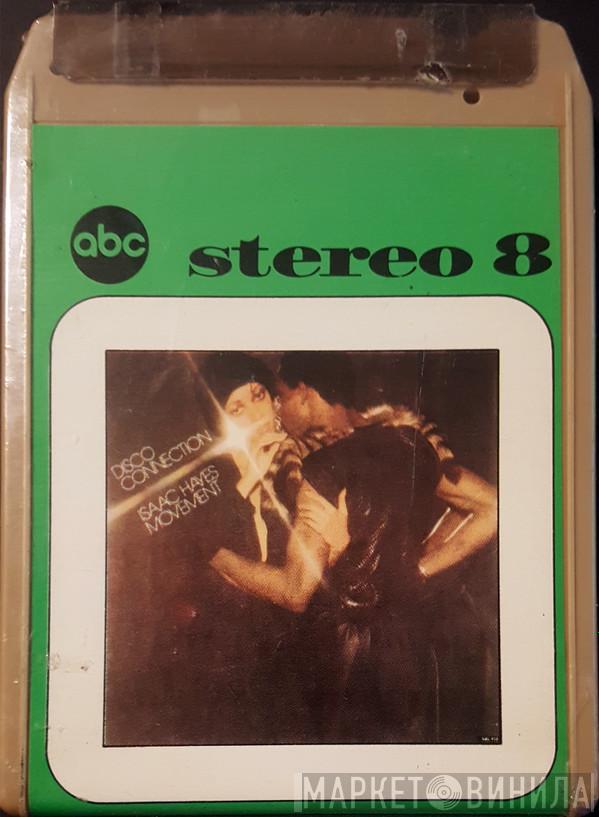 abc
stereo 8
DISCO
CONNECTION
ISAAC HAYES
MOVEMENT
МАРКЕТ ВИНИЛА